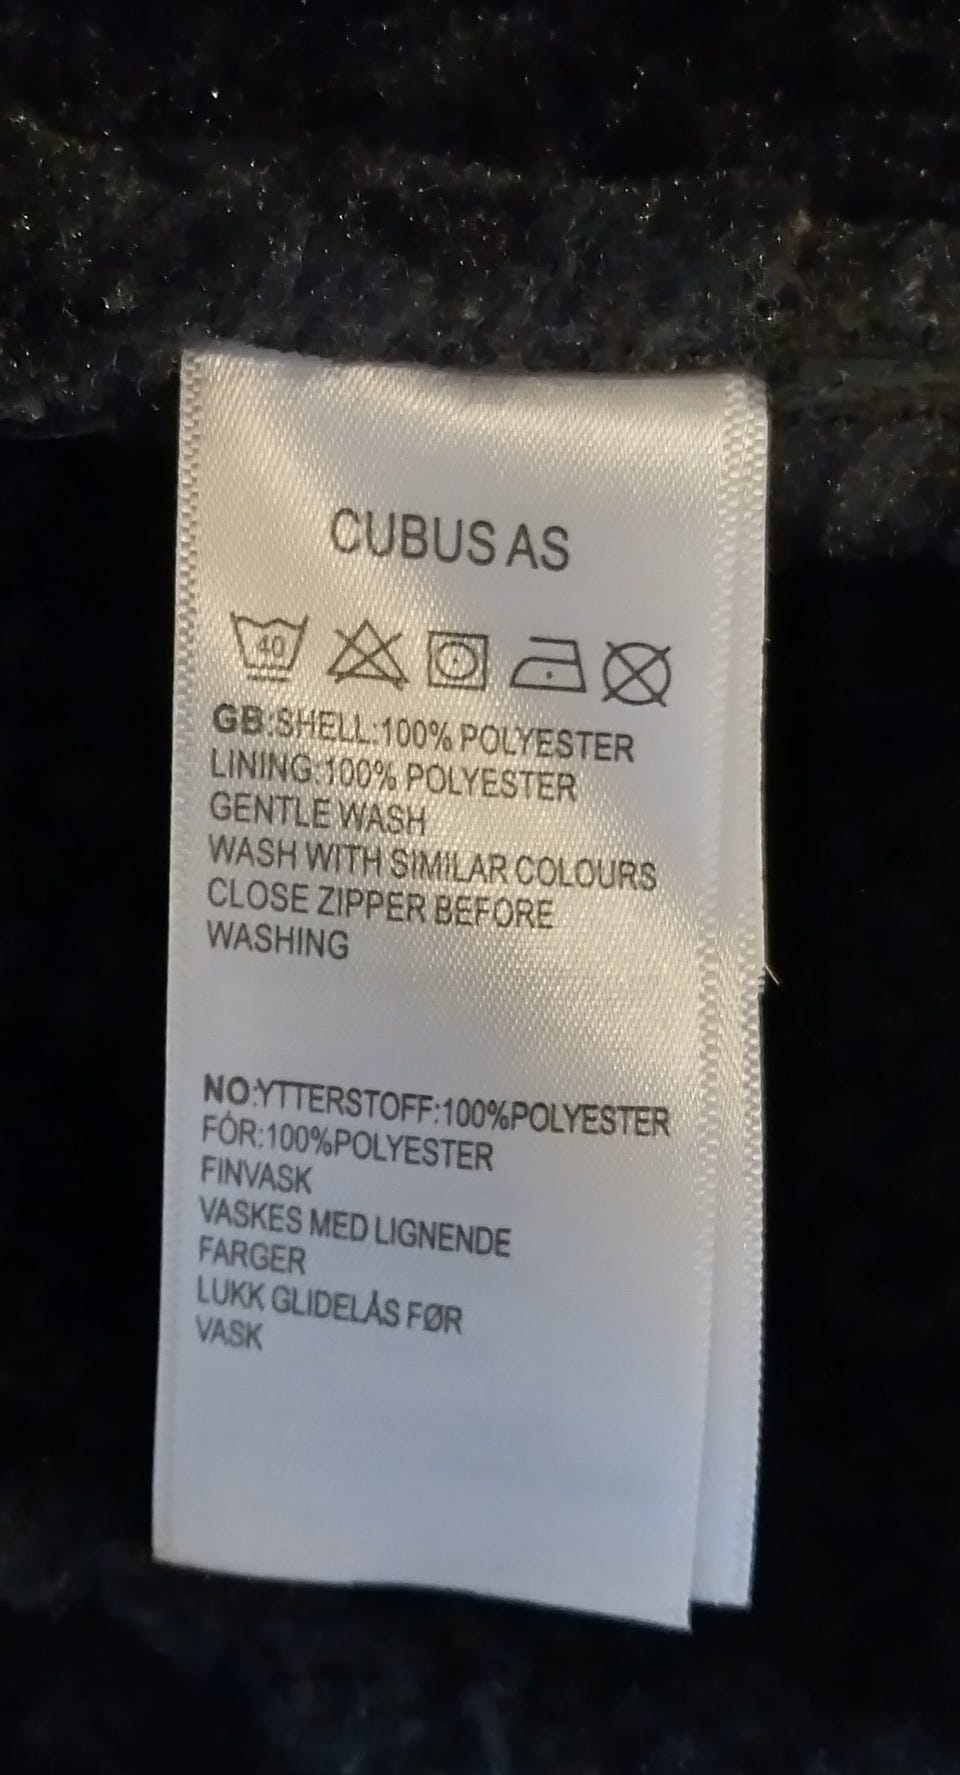 CUBUS AS
40
GB:SHELL:100% POLYESTER
LINING:100% POLYESTER
GENTLE WASH
WASH WITH SIMILAR COLOURS
CLOSE ZIPPER BEFORE
WASHING
NO:YTTERSTOFF:100%POLYESTER
FÓR:100%POLYESTER
FINVASK
VASKES MED LIGNENDE
FARGER
LUKK GLIDELÅS FØR
VASK